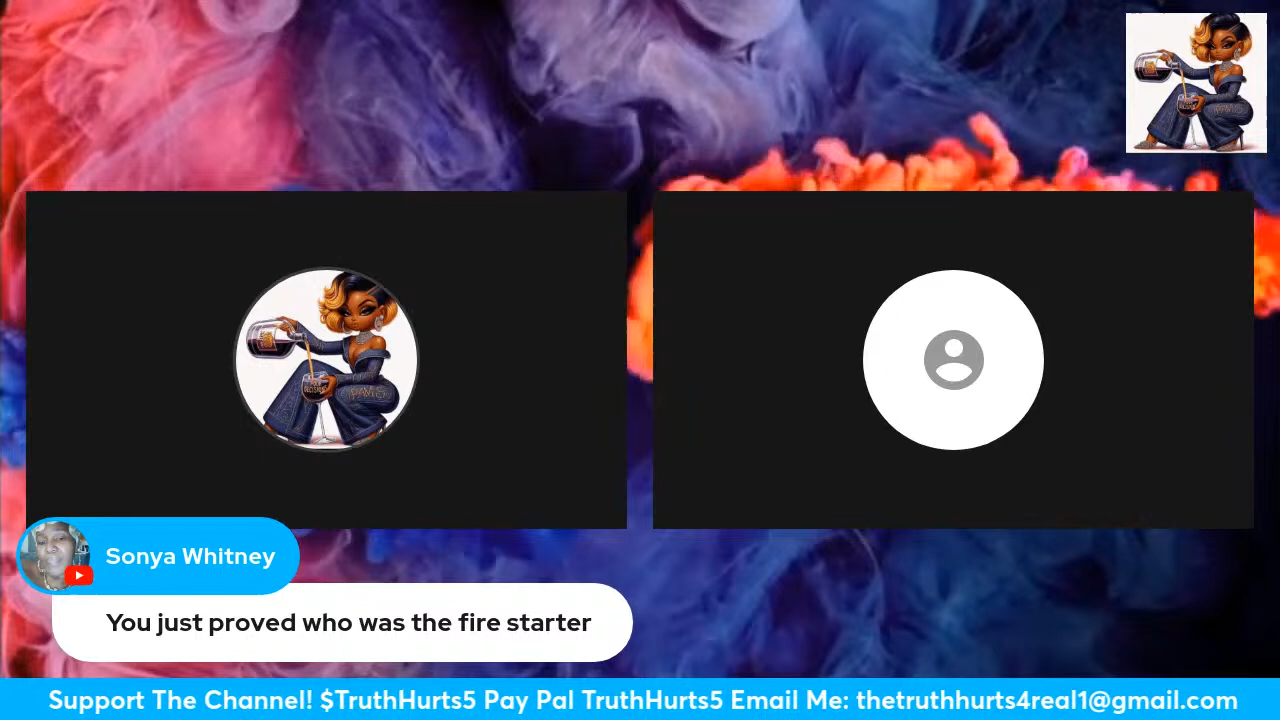 Sonya Whitney
You just proved who was the fire starter
Support The Channel! $TruthHurts5 Pay Pal TruthHurts5 Email Me: thetruthhurts4real1@gmail.com